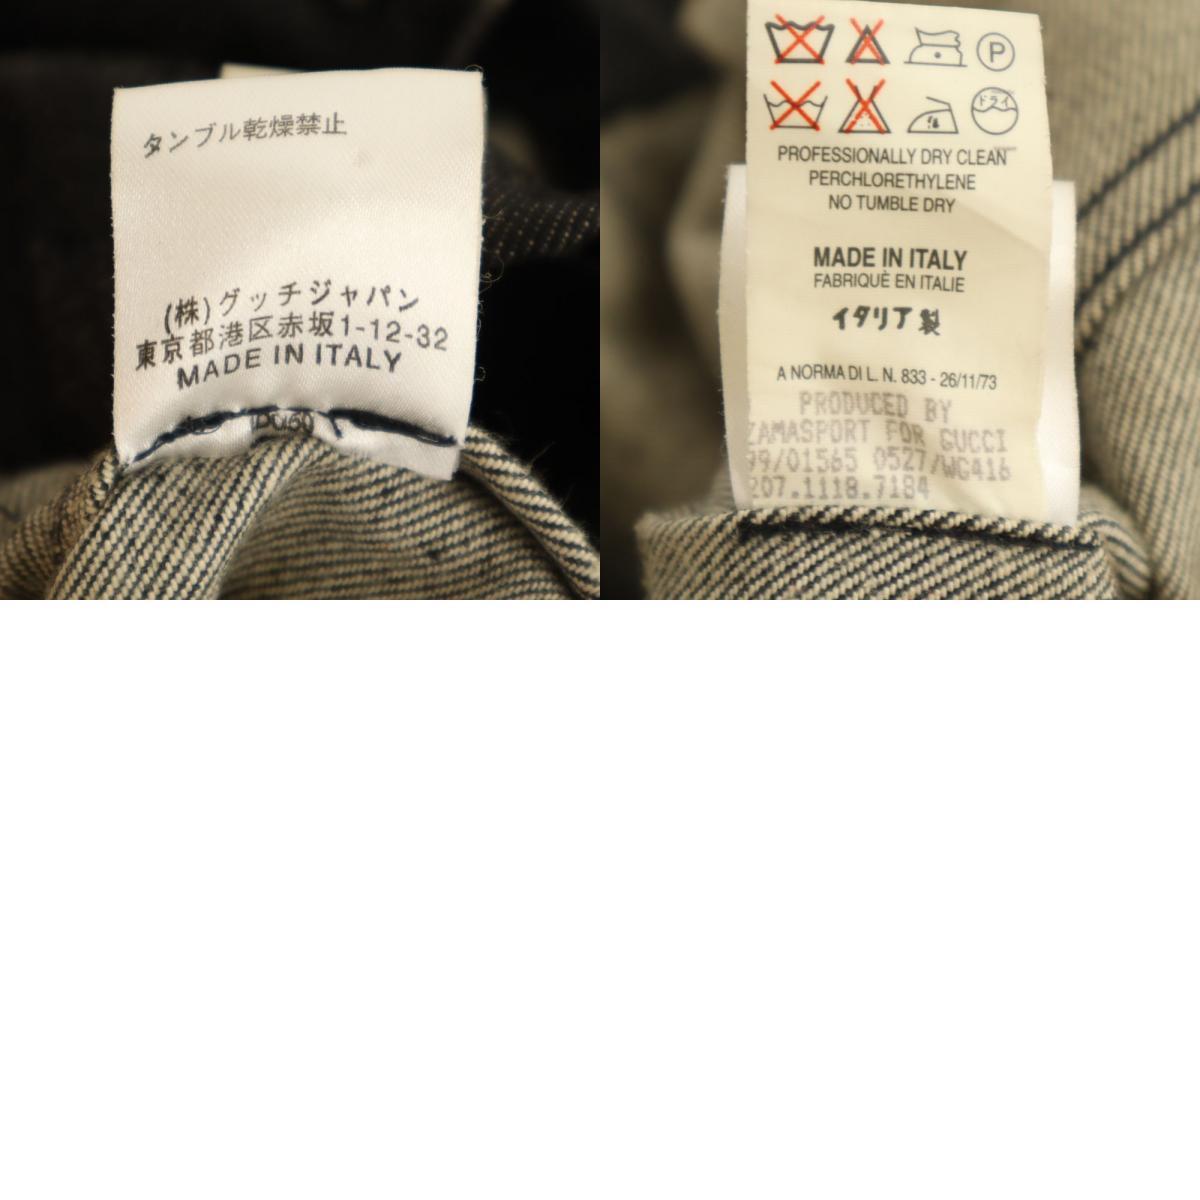 タンブル乾燥禁止
(株)グッチジャパン
東京都港区赤坂1-12-32
MADE IN ITALY
P
ドライ
PROFESSIONALLY DRY CLEAN
PERCHLORETHYLENE
NO TUMBLE DRY
MADE IN ITALY
FABRIQUÈ EN ITALIE
イタリア製
A NORMA DI L. N. 833 - 26/11/73
PRODUCED BY
ZAMASPORT FOR GUCCI
99/01565 0527/WG416
207.1118.7184